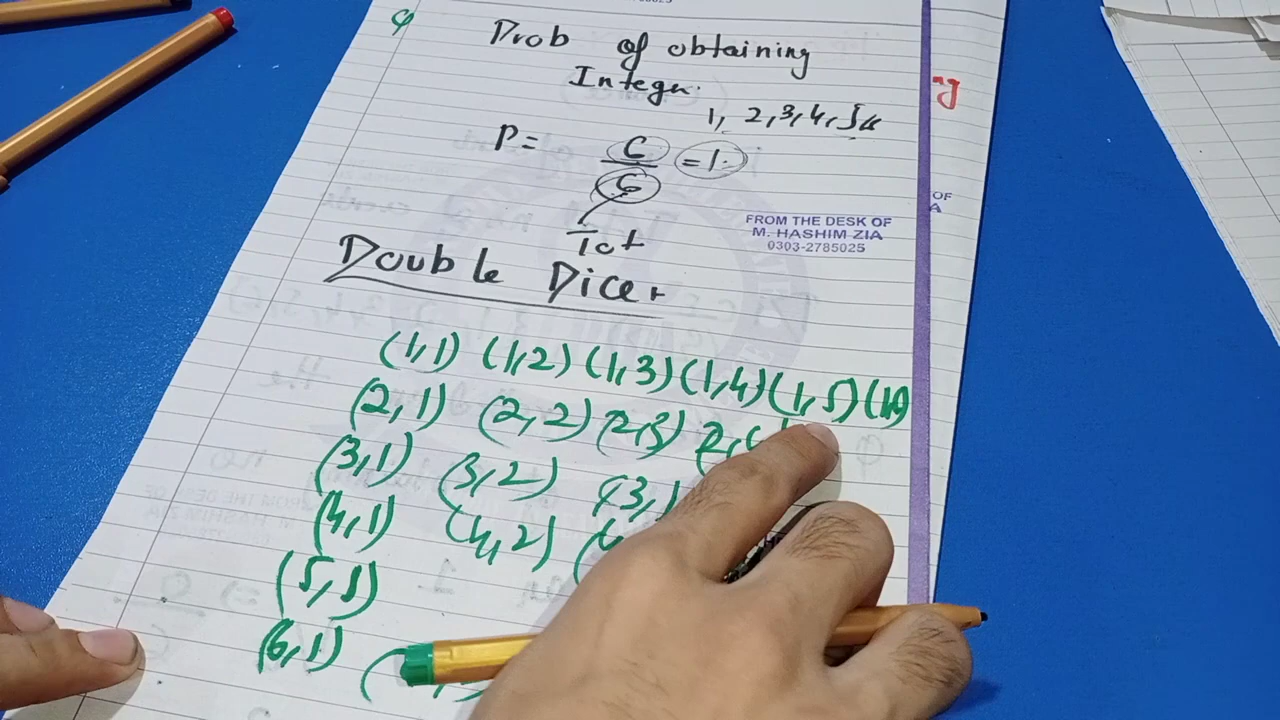 Prob of obtaining
Integer.
1, 2, 3, 4, 5, 6
P = 6/6 = 1.
Tot
FROM THE DESK OF
M. HASHIM ZIA
0303-2785025
Double Dice.
(1,1) (1,2) (1,3) (1,4) (1,5) (1,6)
(2,1) (2,2) (2,3)
(3,1) (3,2) (3,
(4,1) (4,2) (4
(5,1)
(6,1)